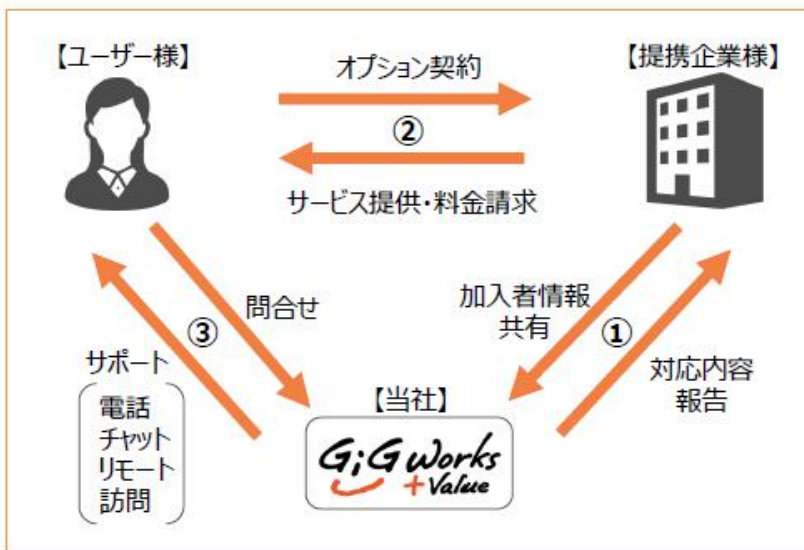 【ユーザー様】
オプション契約
【提携企業様】
②
サービス提供・料金請求
問合せ
加入者情報
共有
③
①
サポート
電話
チャット
リモート
訪問
対応内容
報告
【当社】
GiG Works
+Value